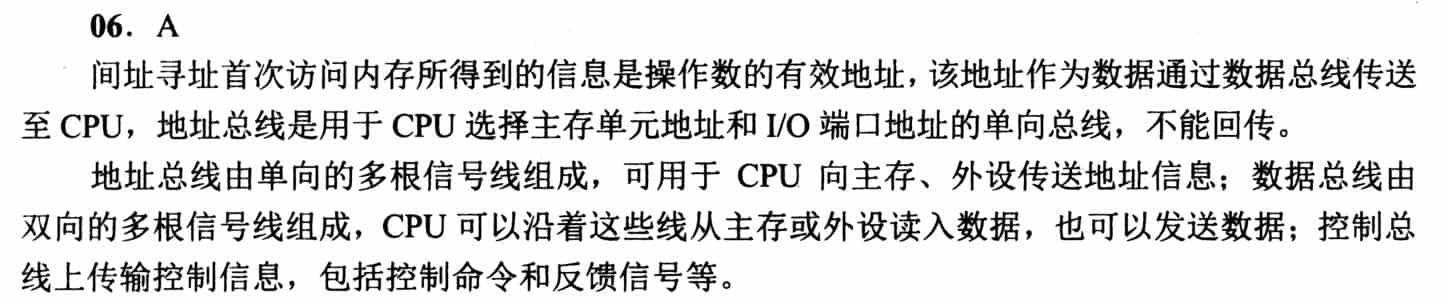 06. A
间址寻址首次访问内存所得到的信息是操作数的有效地址，该地址作为数据通过数据总线传送
至 CPU，地址总线是用于 CPU 选择主存单元地址和 I/O 端口地址的单向总线，不能回传。
地址总线由单向的多根信号线组成，可用于 CPU 向主存、外设传送地址信息；数据总线由
双向的多根信号线组成，CPU 可以沿着这些线从主存或外设读入数据，也可以发送数据；控制总
线上传输控制信息，包括控制命令和反馈信号等。